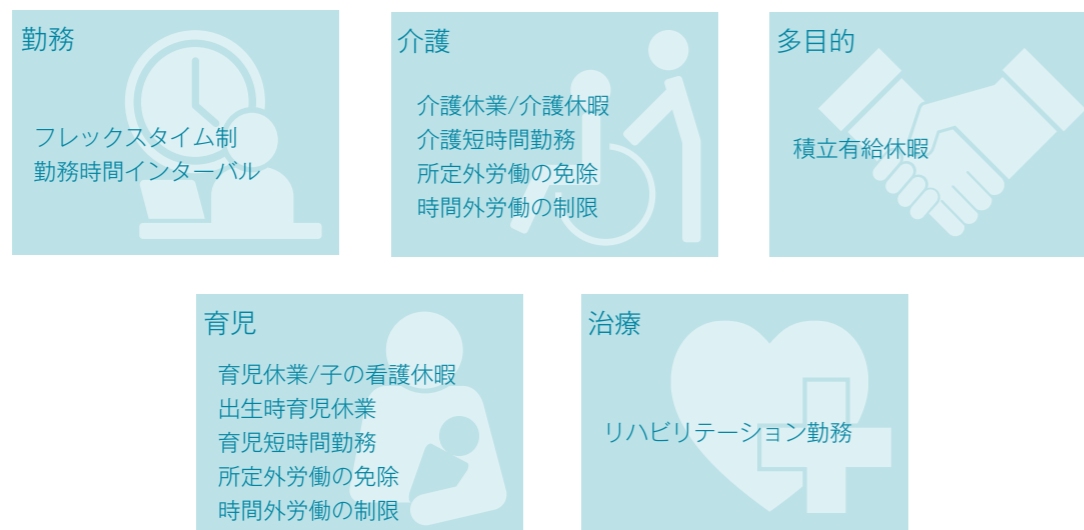 勤務
フレックスタイム制
勤務時間インターバル
介護
介護休業/介護休暇
介護短時間勤務
所定外労働の免除
時間外労働の制限
多目的
積立有給休暇
育児
育児休業/子の看護休暇
出生時育児休業
育児短時間勤務
所定外労働の免除
時間外労働の制限
治療
リハビリテーション勤務